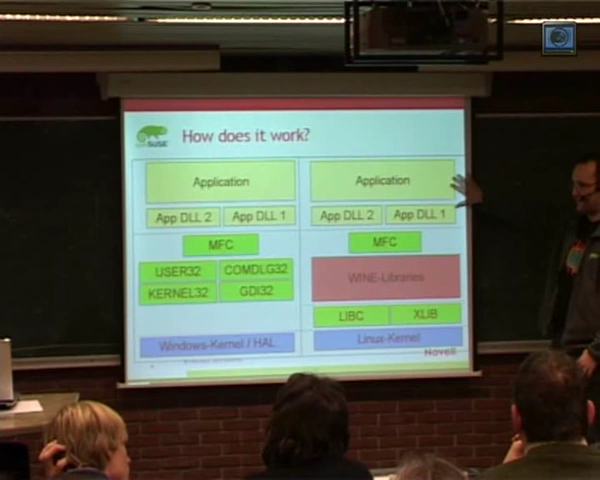 How does it work?
SUSE
Application
Application
App DLL 2
App DLL 1
App DLL 2
App DLL 1
MFC
MFC
USER32
COMDLG32
WINE-Libraries
KERNEL32
GDI32
LIBC
XLIB
Windows-Kernel / HAL
Linux-Kernel
Novell